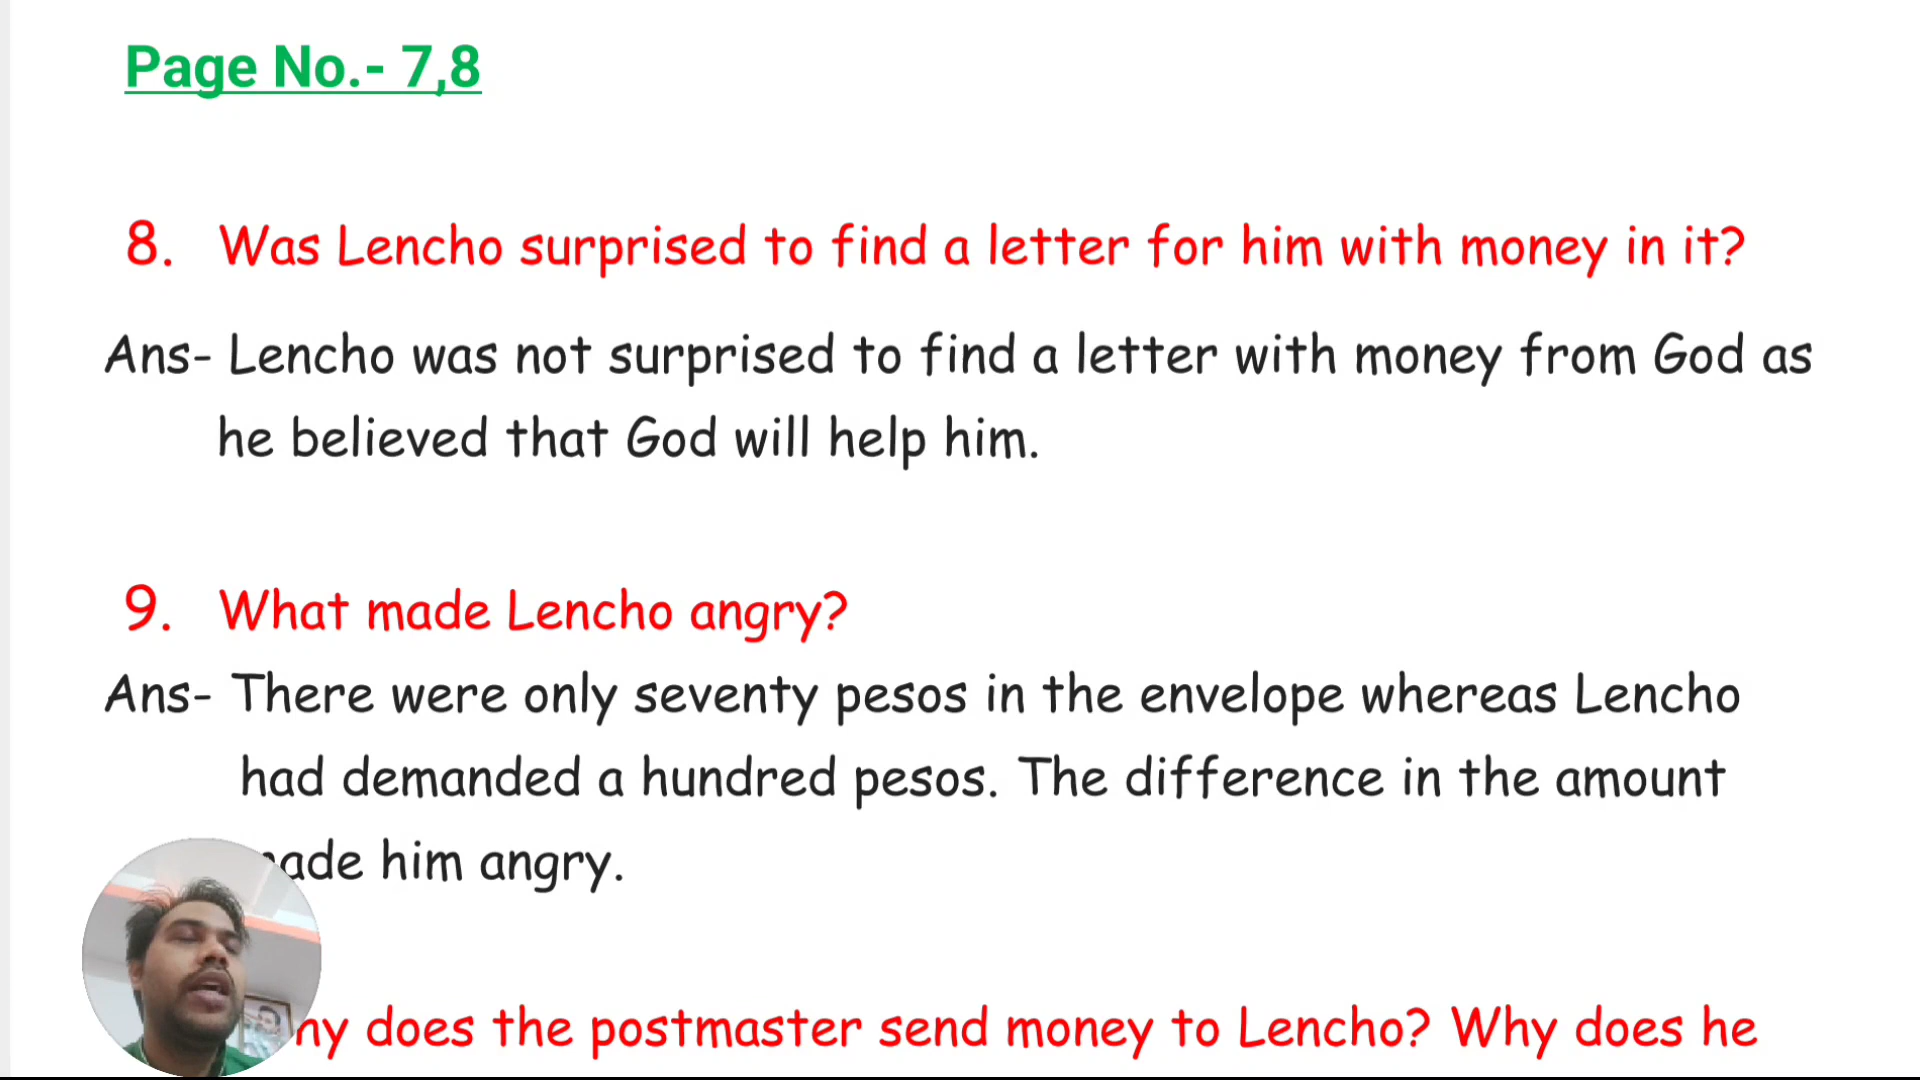 Page No.- 7,8
8. Was Lencho surprised to find a letter for him with money in it?
Ans- Lencho was not surprised to find a letter with money from God as
he believed that God will help him.
9. What made Lencho angry?
Ans- There were only seventy pesos in the envelope whereas Lencho
had demanded a hundred pesos. The difference in the amount
him angry.
does the postmaster send money to Lencho? Why does he